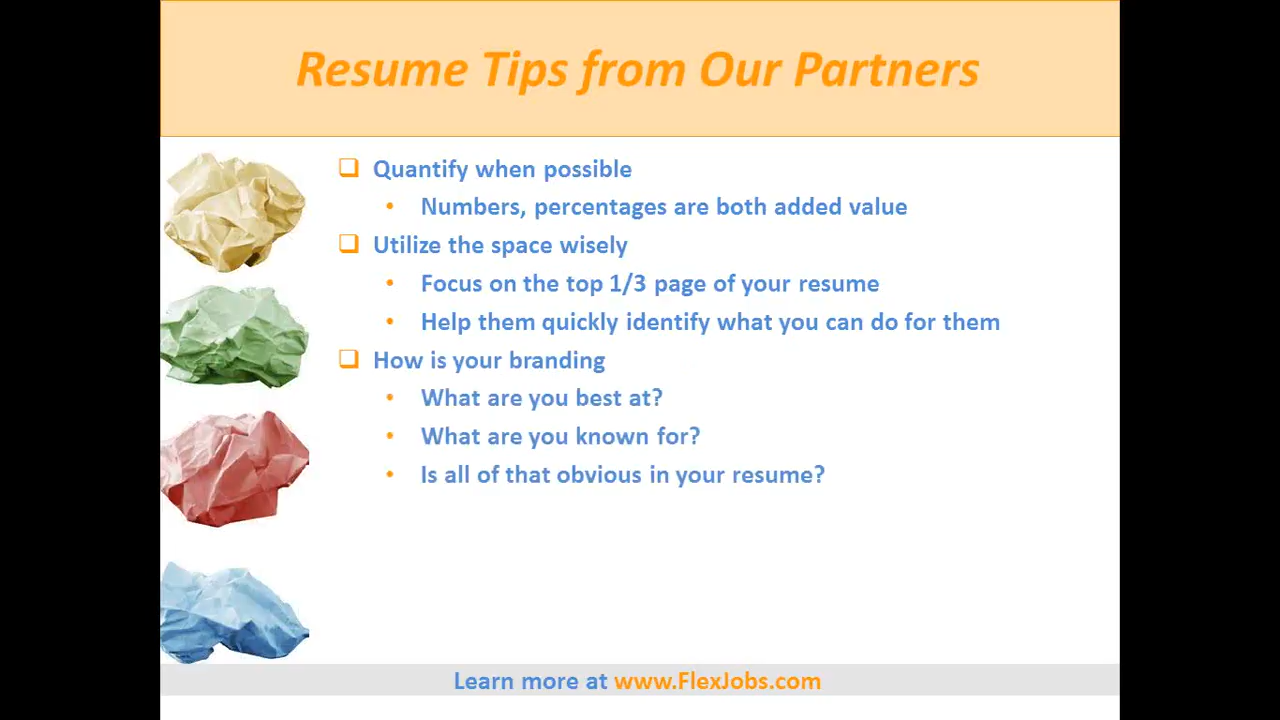 Resume Tips from Our Partners
❑ Quantify when possible
• Numbers, percentages are both added value
❑ Utilize the space wisely
• Focus on the top 1/3 page of your resume
• Help them quickly identify what you can do for them
❑ How is your branding
• What are you best at?
• What are you known for?
• Is all of that obvious in your resume?
Learn more at www.FlexJobs.com